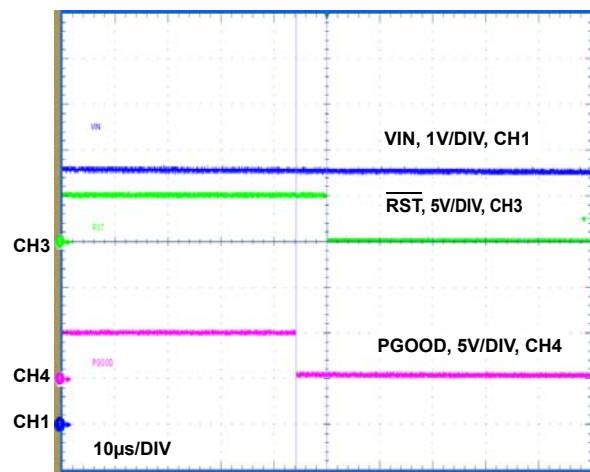 VIN
VIN, 1V/DIV, CH1
R̅S̅T̅, 5V/DIV, CH3
RST
CH3
PGOOD, 5V/DIV, CH4
PGOOD
CH4
CH1
10µs/DIV